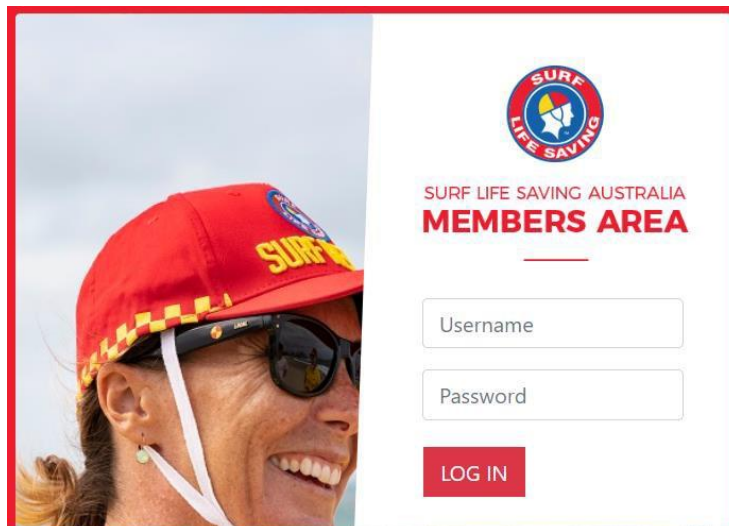 SURF
LIFE SAVING
SURF LIFE SAVING AUSTRALIA
MEMBERS AREA
SURF
Username
Password
LOG IN